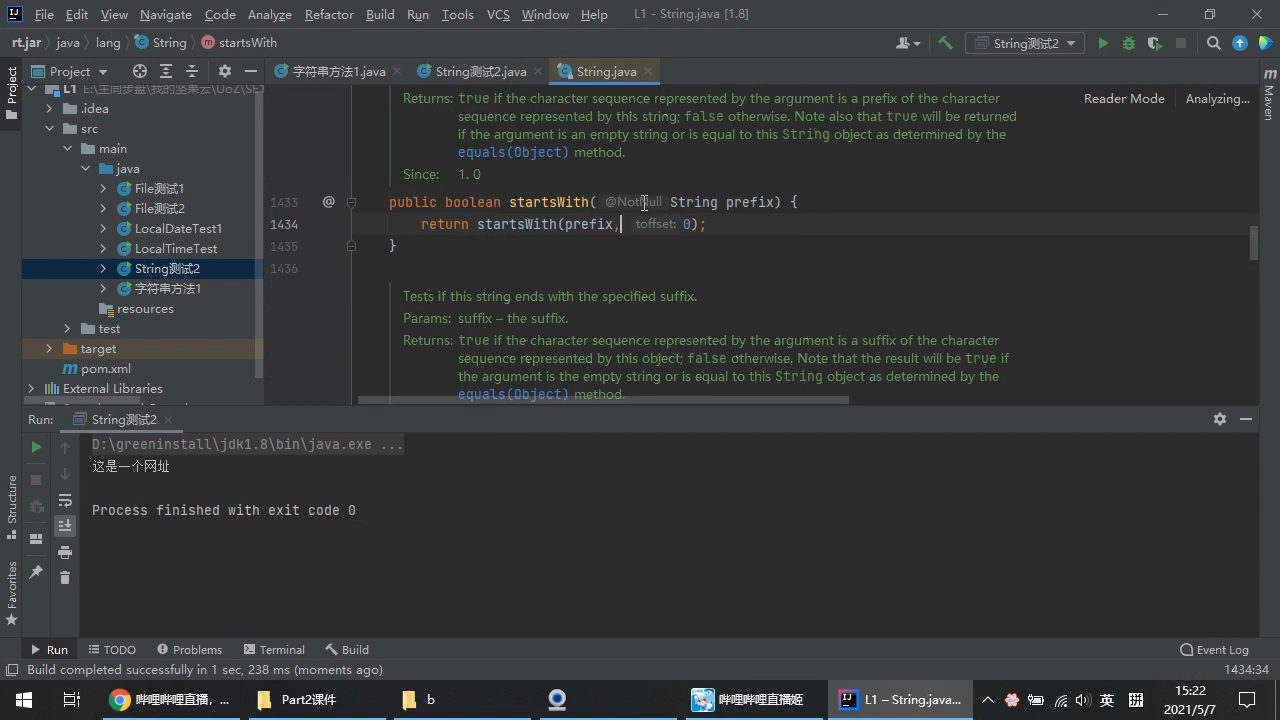 File Edit View Navigate Code Analyze Refactor Build Run Tools VCS Window Help L1 - String.java [1.8]
rt.jar java lang String startsWith String测试2
Project 字符串方法1.java String测试2.java String.java
Project
L1
.idea
src
main
java
File测试1
File测试2
LocalDateTest1
LocalTimeTest
String测试2
字符串方法1
resources
test
target
pom.xml
External Libraries
Returns: true if the character sequence represented by the argument is a prefix of the character
sequence represented by this string; false otherwise. Note also that true will be returned
if the argument is an empty string or is equal to this String object as determined by the
equals(Object) method.
Since: 1.0
Reader Mode Analyzing...
1433 @ public boolean startsWith( @NotNull String prefix) {
1434 return startsWith(prefix, toffset: 0);
1435 }
1436
Tests if this string ends with the specified suffix.
Params: suffix – the suffix.
Returns: true if the character sequence represented by the argument is a suffix of the character
sequence represented by this object; false otherwise. Note that the result will be true if
the argument is the empty string or is equal to this String object as determined by the
equals(Object) method.
Maven
Run: String测试2
D:\greeninstall\jdk1.8\bin\java.exe ...
这是一个网址
Process finished with exit code 0
Structure
Favorites
Run TODO Problems Terminal Build Event Log
Build completed successfully in 1 sec, 238 ms (moments ago) 1434:34
哔哩哔哩直播，... Part2课件 b 哔哩哔哩直播姬 L1 – String.java... 英 拼
15:22
2021/5/7